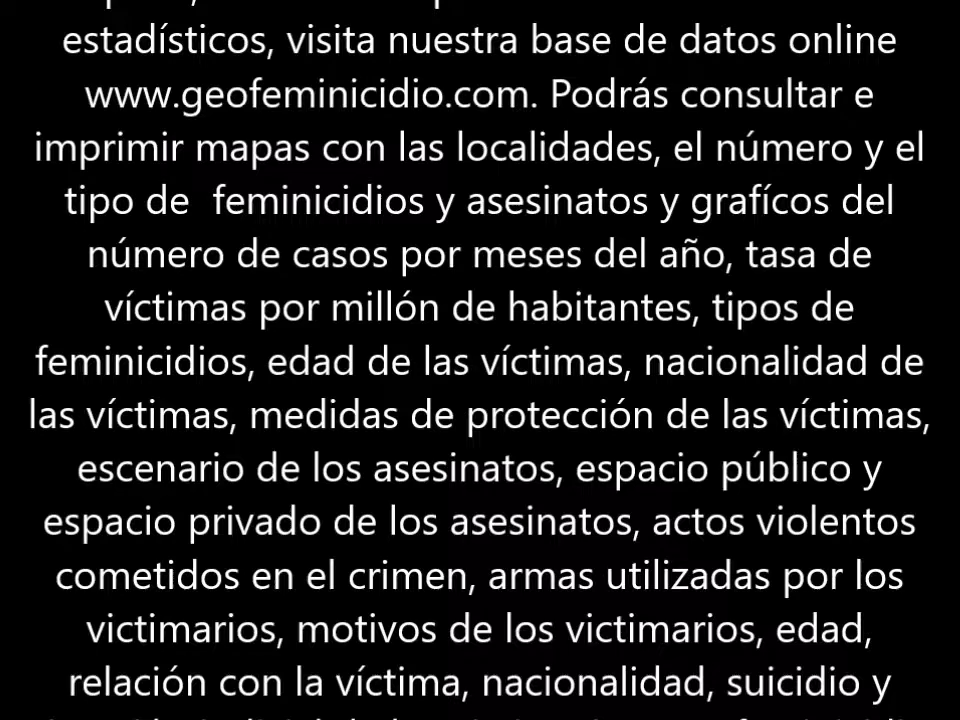 estadísticos, visita nuestra base de datos online
www.geofeminicidio.com. Podrás consultar e
imprimir mapas con las localidades, el número y el
tipo de  feminicidios y asesinatos y grafícos del
número de casos por meses del año, tasa de
víctimas por millón de habitantes, tipos de
feminicidios, edad de las víctimas, nacionalidad de
las víctimas, medidas de protección de las víctimas,
escenario de los asesinatos, espacio público y
espacio privado de los asesinatos, actos violentos
cometidos en el crimen, armas utilizadas por los
victimarios, motivos de los victimarios, edad,
relación con la víctima, nacionalidad, suicidio y